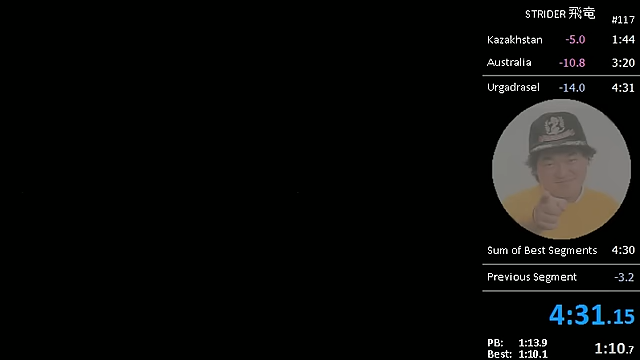 STRIDER 飛竜
#117
Kazakhstan -5.0 1:44
Australia -10.8 3:20
Urgadrasel -14.0 4:31
Sum of Best Segments 4:30
Previous Segment -3.2
4:31.15
PB: 1:13.9
Best: 1:10.1
1:10.7